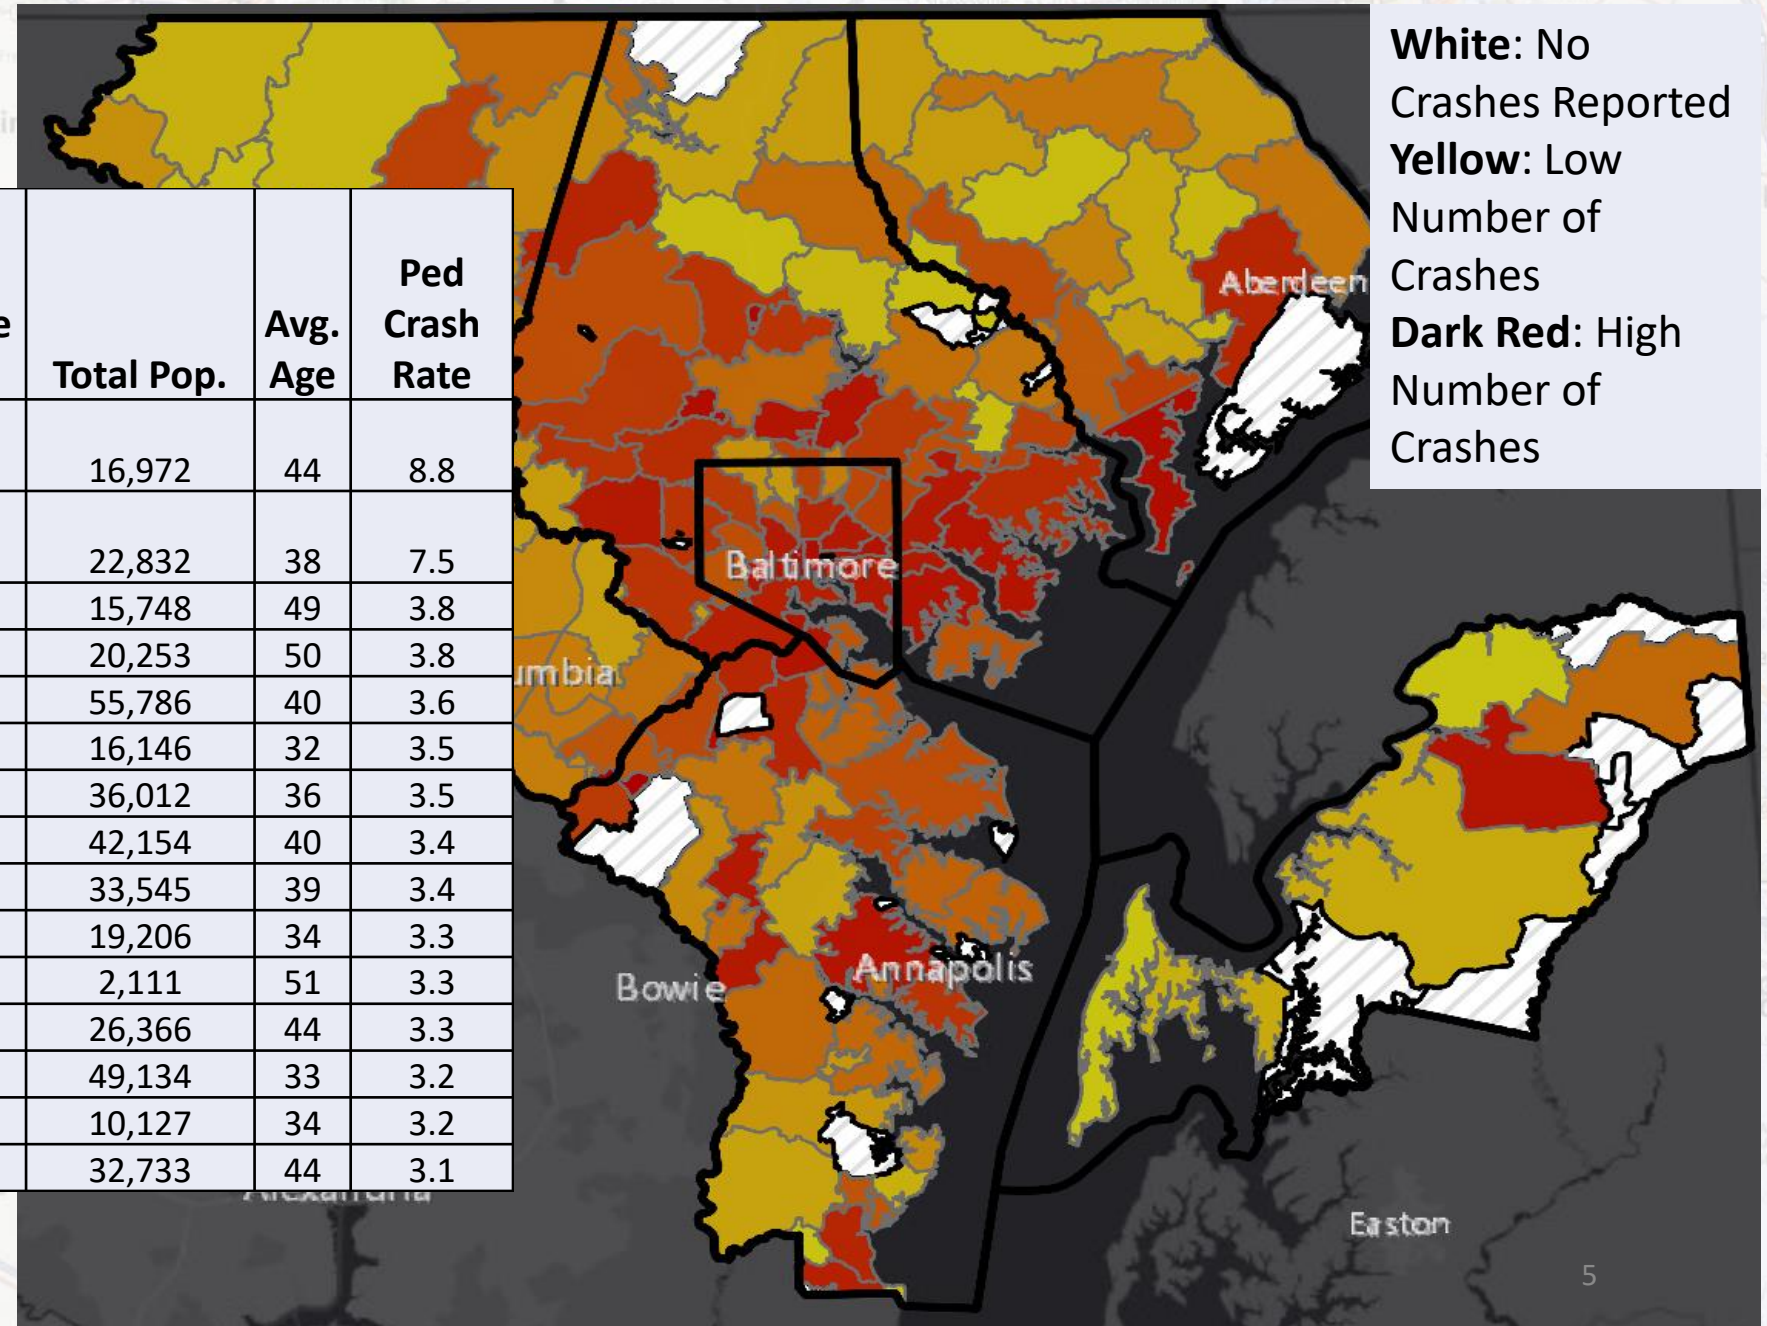 White: No
Crashes Reported
Yellow: Low
Number of
Crashes
Dark Red: High
Number of
Crashes
e Total Pop. Avg. Age Ped Crash Rate
16,972 44 8.8
22,832 38 7.5
15,748 49 3.8
20,253 50 3.8
55,786 40 3.6
16,146 32 3.5
36,012 36 3.5
42,154 40 3.4
33,545 39 3.4
19,206 34 3.3
2,111 51 3.3
26,366 44 3.3
49,134 33 3.2
10,127 34 3.2
32,733 44 3.1
Aberdeen
Baltimore
umbia
Bowie
Annapolis
Alexandria
Easton
5